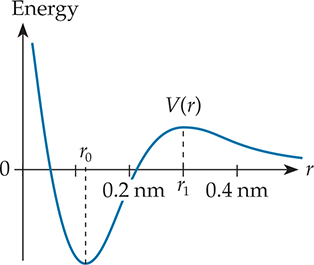 Energy
V(r)
r₀
0
r
0.2 nm
r₁
0.4 nm